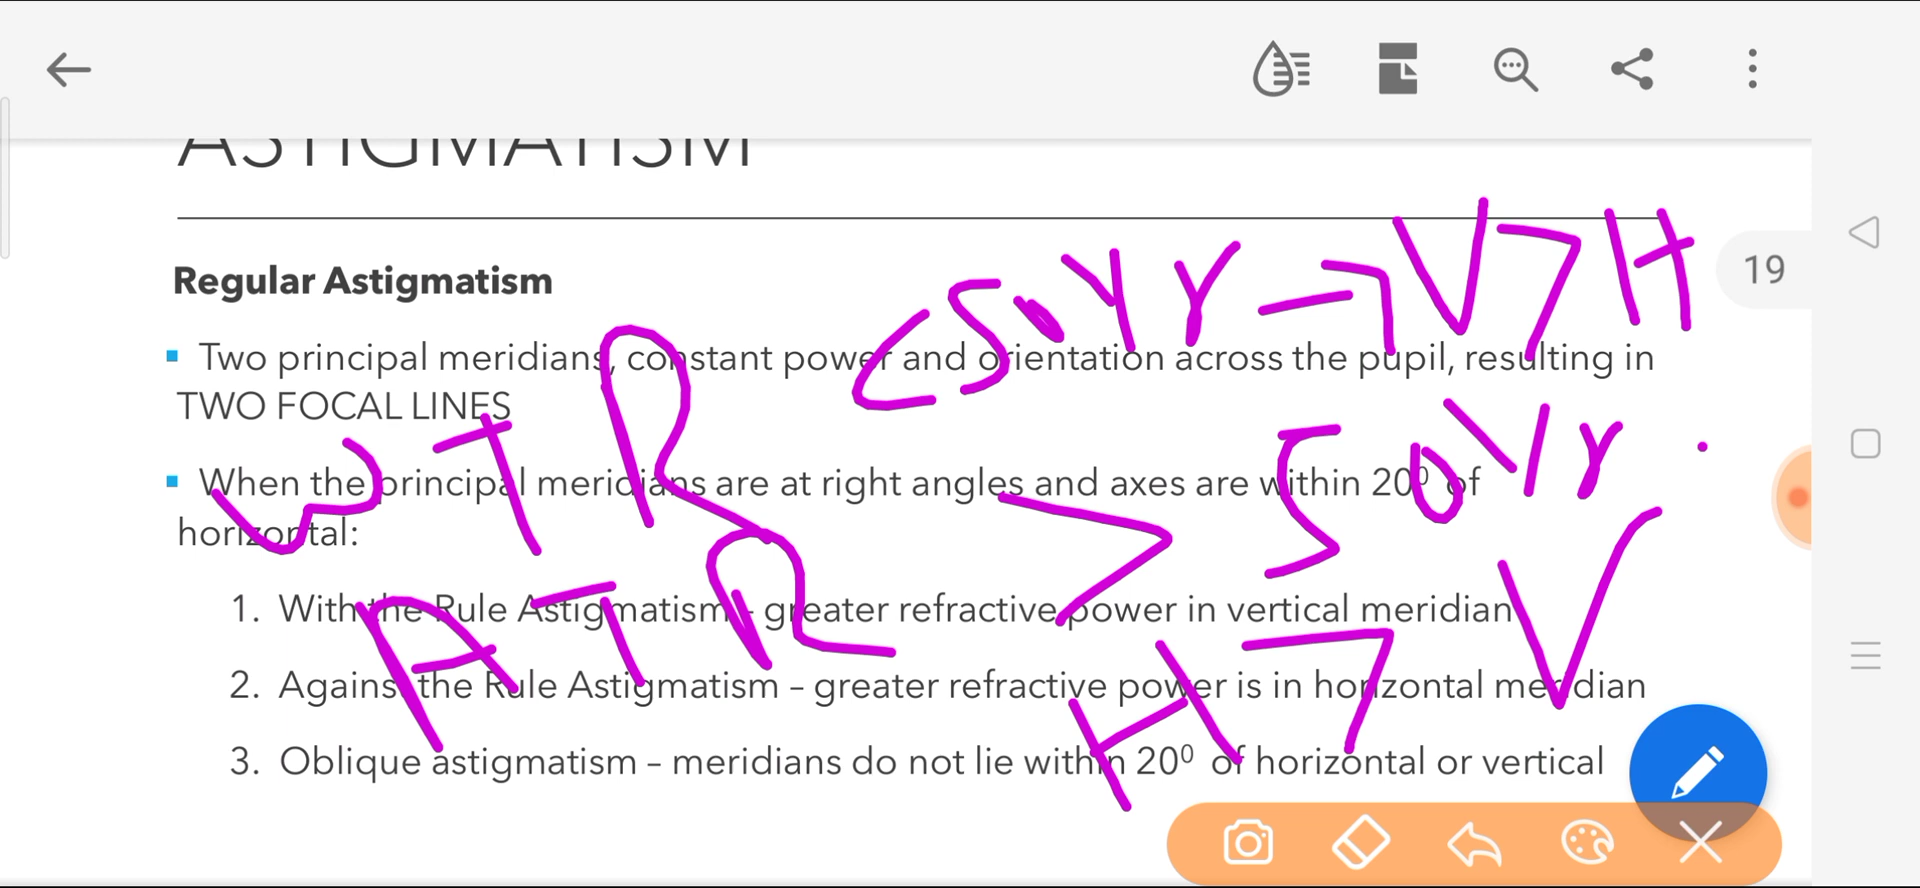 ASTIGMATISM
19
Regular Astigmatism
<50yr → V > H
Two principal meridians, constant power and orientation across the pupil, resulting in
TWO FOCAL LINES
WTR
>50yr.
When the principal meridians are at right angles and axes are within 20⁰ of
horizontal:
ATR
H > V
1. With the Rule Astigmatism – greater refractive power in vertical meridian
2. Against the Rule Astigmatism – greater refractive power is in horizontal meridian
3. Oblique astigmatism – meridians do not lie within 20⁰ of horizontal or vertical